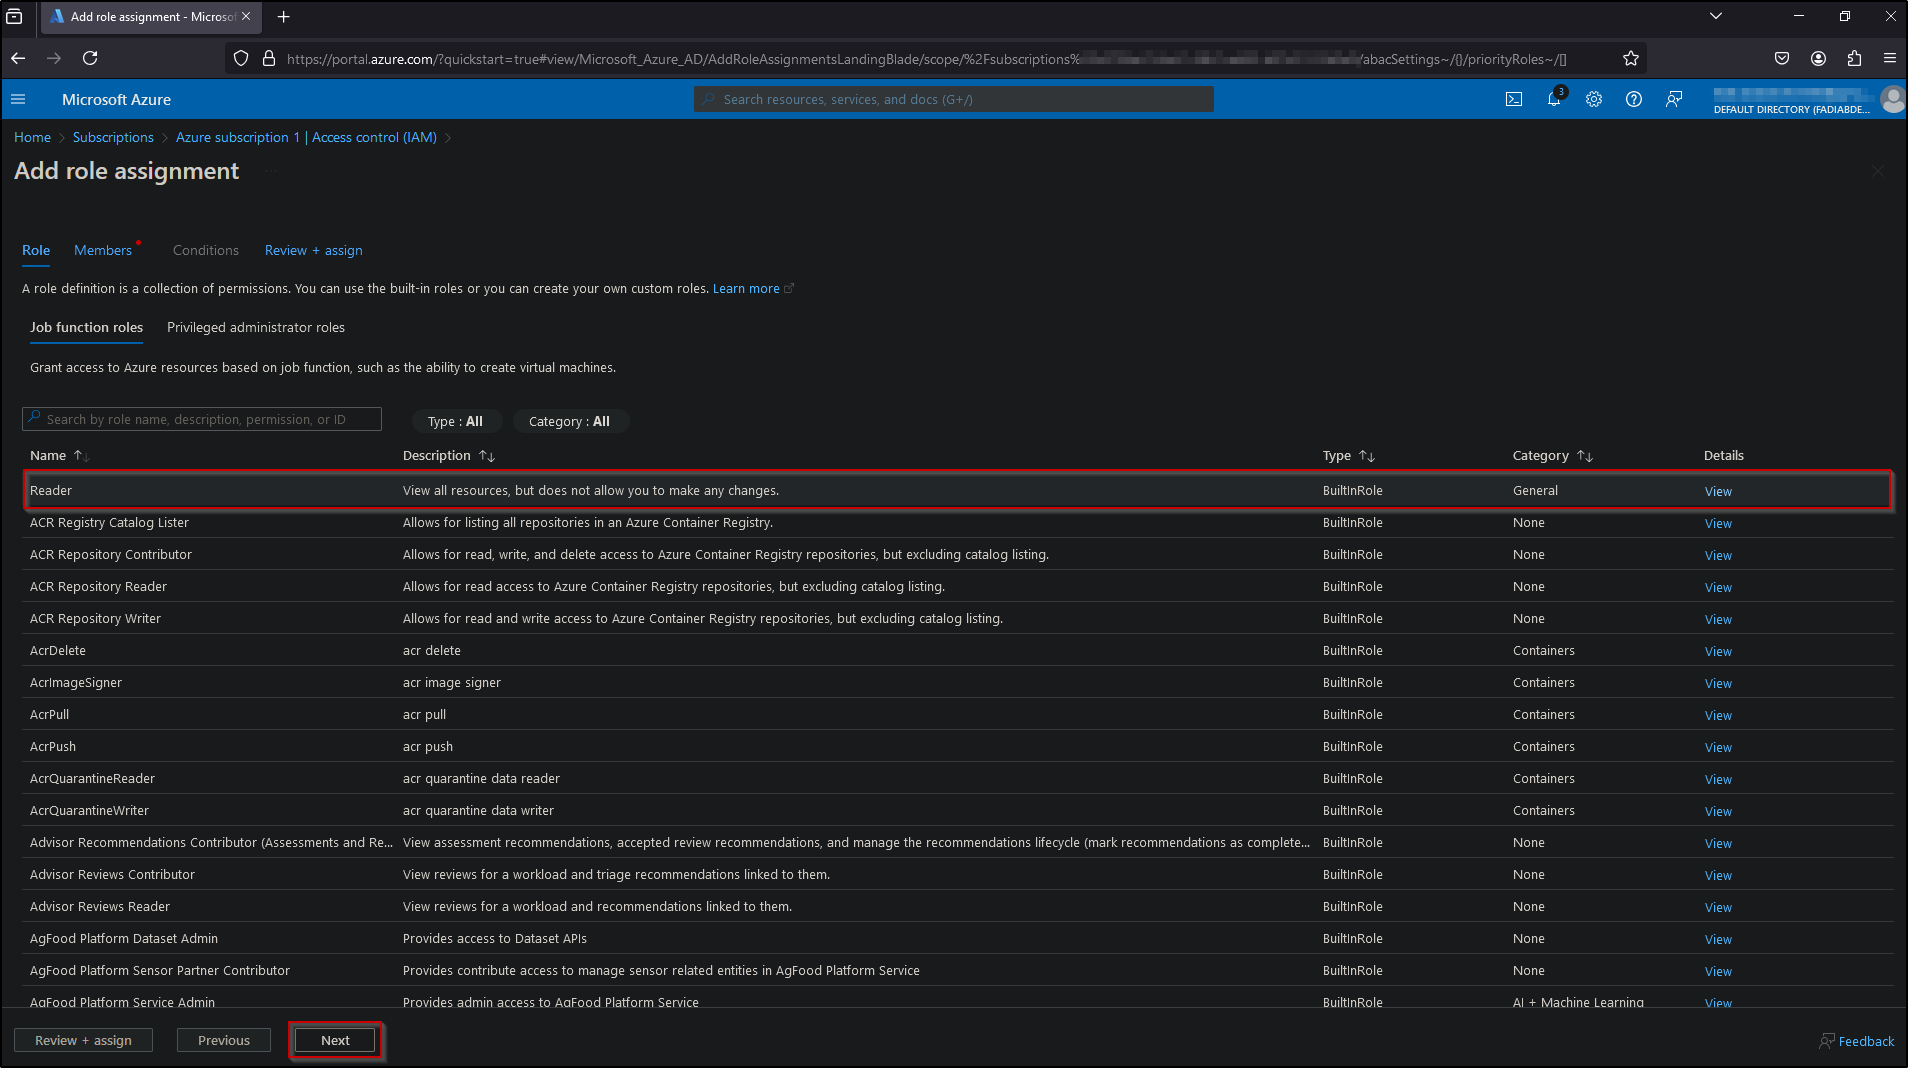 Add role assignment - Microsof
https://portal.azure.com/?quickstart=true#view/Microsoft_Azure_AD/AddRoleAssignmentsLandingBlade/scope/%2Fsubscriptions% /abacSettings~/{}/priorityRoles~/[]
Microsoft Azure
Search resources, services, and docs (G+/)
3
DEFAULT DIRECTORY (FADIABDE...
Home > Subscriptions > Azure subscription 1 | Access control (IAM) >
Add role assignment ...
Role Members Conditions Review + assign
A role definition is a collection of permissions. You can use the built-in roles or you can create your own custom roles. Learn more
Job function roles Privileged administrator roles
Grant access to Azure resources based on job function, such as the ability to create virtual machines.
Search by role name, description, permission, or ID Type : All Category : All
Name ↑↓ Description ↑↓ Type ↑↓ Category ↑↓ Details
Reader View all resources, but does not allow you to make any changes. BuiltInRole General View
ACR Registry Catalog Lister Allows for listing all repositories in an Azure Container Registry. BuiltInRole None View
ACR Repository Contributor Allows for read, write, and delete access to Azure Container Registry repositories, but excluding catalog listing. BuiltInRole None View
ACR Repository Reader Allows for read access to Azure Container Registry repositories, but excluding catalog listing. BuiltInRole None View
ACR Repository Writer Allows for read and write access to Azure Container Registry repositories, but excluding catalog listing. BuiltInRole None View
AcrDelete acr delete BuiltInRole Containers View
AcrImageSigner acr image signer BuiltInRole Containers View
AcrPull acr pull BuiltInRole Containers View
AcrPush acr push BuiltInRole Containers View
AcrQuarantineReader acr quarantine data reader BuiltInRole Containers View
AcrQuarantineWriter acr quarantine data writer BuiltInRole Containers View
Advisor Recommendations Contributor (Assessments and Re... View assessment recommendations, accepted review recommendations, and manage the recommendations lifecycle (mark recommendations as complete... BuiltInRole None View
Advisor Reviews Contributor View reviews for a workload and triage recommendations linked to them. BuiltInRole None View
Advisor Reviews Reader View reviews for a workload and recommendations linked to them. BuiltInRole None View
AgFood Platform Dataset Admin Provides access to Dataset APIs BuiltInRole None View
AgFood Platform Sensor Partner Contributor Provides contribute access to manage sensor related entities in AgFood Platform Service BuiltInRole None View
AgFood Platform Service Admin Provides admin access to AgFood Platform Service BuiltInRole AI + Machine Learning View
Review + assign Previous Next Feedback